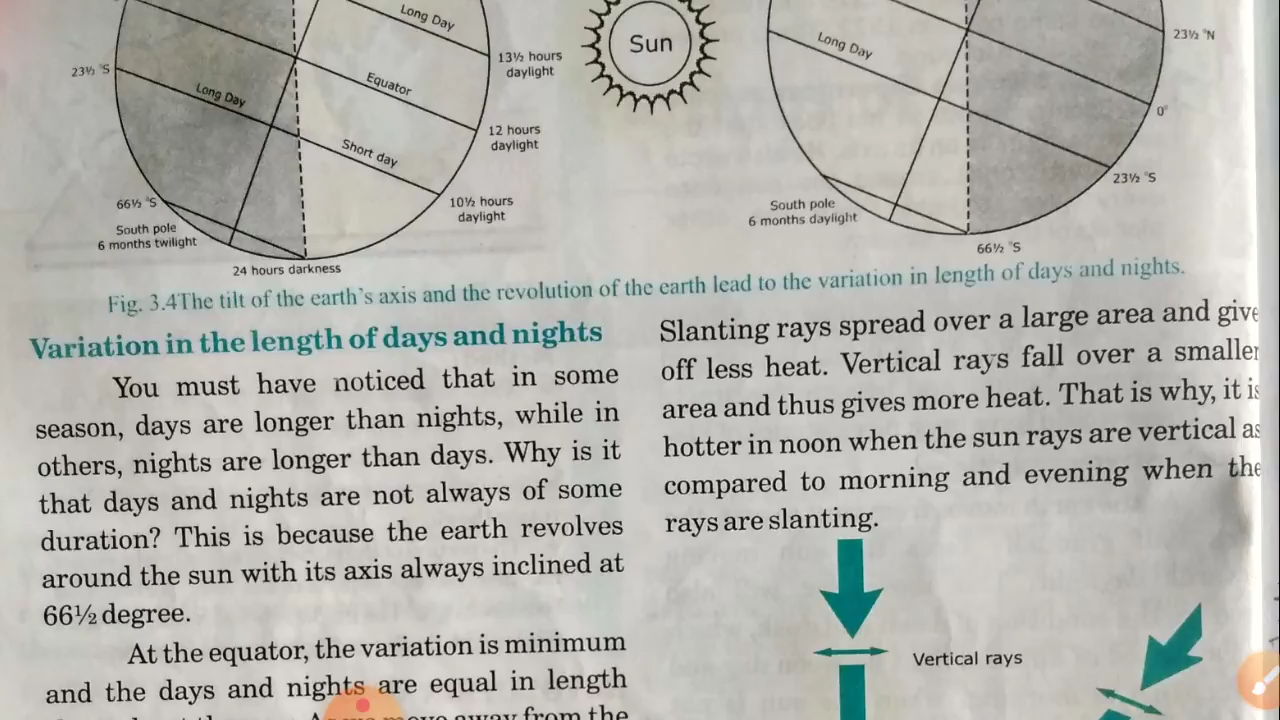 Long Day
13½ hours
daylight
23½ °S
Long Day
Equator
12 hours
daylight
Short day
66½ °S
10½ hours
daylight
South pole
6 months twilight
24 hours darkness
Sun
Long Day
23½ °N
0°
23½ °S
South pole
6 months daylight
66½ °S
Fig. 3.4The tilt of the earth's axis and the revolution of the earth lead to the variation in length of days and nights.
Variation in the length of days and nights
You must have noticed that in some
season, days are longer than nights, while in
others, nights are longer than days. Why is it
that days and nights are not always of some
duration? This is because the earth revolves
around the sun with its axis always inclined at
66½ degree.
At the equator, the variation is minimum
and the days and nights are equal in length
from the
Slanting rays spread over a large area and give
off less heat. Vertical rays fall over a smaller
area and thus gives more heat. That is why, it is
hotter in noon when the sun rays are vertical as
compared to morning and evening when the
rays are slanting.
Vertical rays